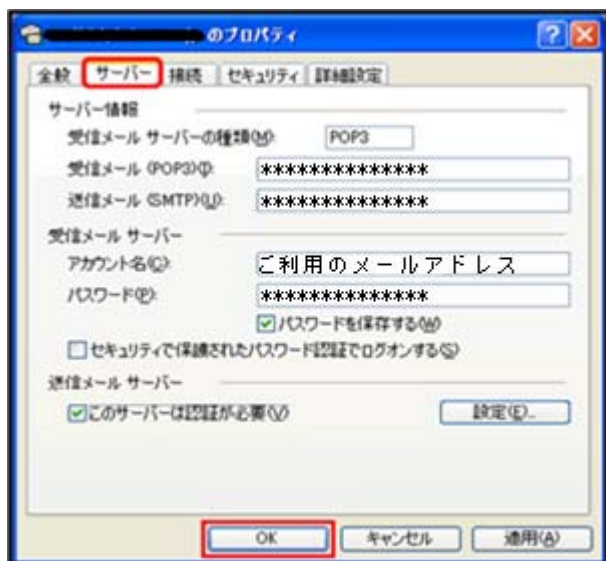 のプロパティ
全般 サーバー 接続 セキュリティ 詳細設定
サーバー情報
受信メール サーバーの種類(M): POP3
受信メール (POP3)(I): **************
送信メール (SMTP)(U): **************
受信メール サーバー
アカウント名(C): ご利用のメールアドレス
パスワード(P): **************
パスワードを保存する(W)
セキュリティで保護されたパスワード認証でログオンする(S)
送信メール サーバー
このサーバーは認証が必要(V) 設定(E)...
OK キャンセル 適用(A)